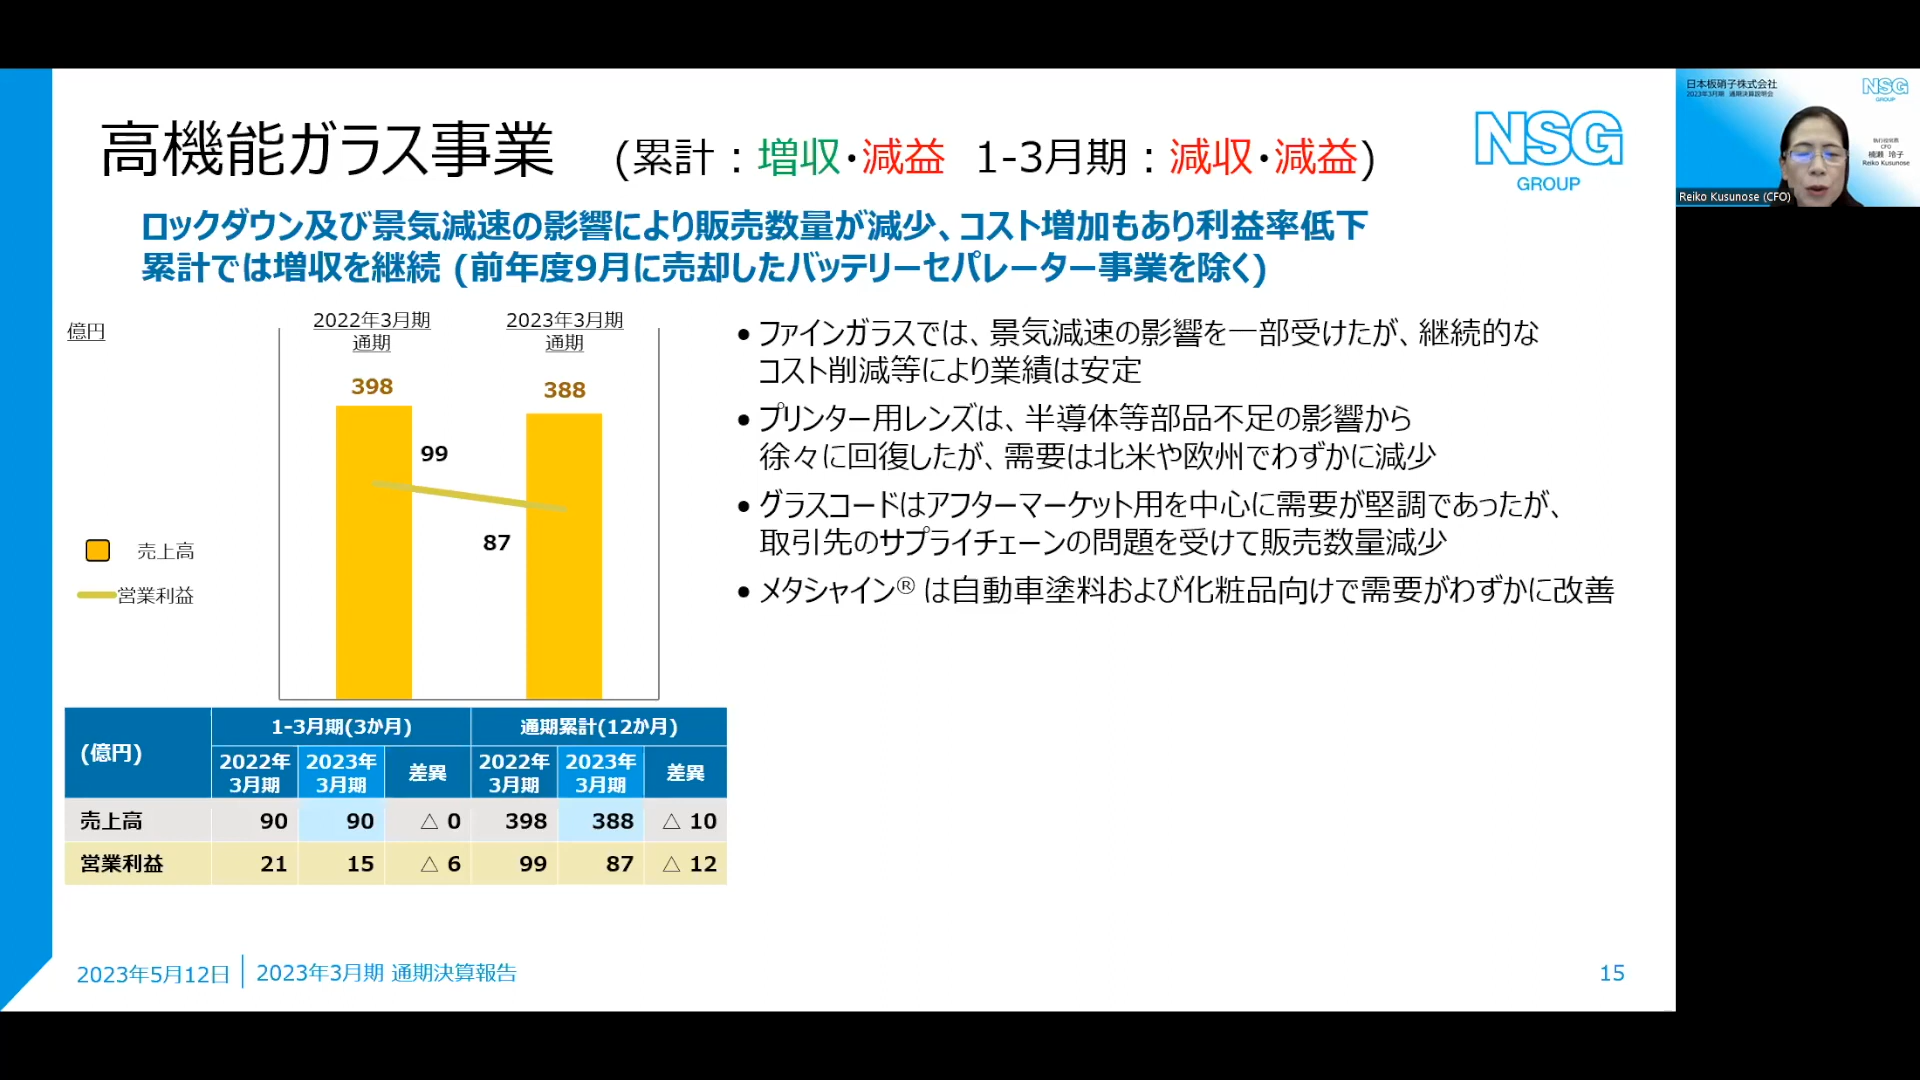 高機能ガラス事業 (累計：増収・減益 1-3月期：減収・減益)
NSG
GROUP
ロックダウン及び景気減速の影響により販売数量が減少、コスト増加もあり利益率低下
累計では増収を継続 (前年度9月に売却したバッテリーセパレーター事業を除く)
億円
2022年3月期
通期
2023年3月期
通期
398
388
99
87
売上高
営業利益
• ファインガラスでは、景気減速の影響を一部受けたが、継続的な
コスト削減等により業績は安定
• プリンター用レンズは、半導体等部品不足の影響から
徐々に回復したが、需要は北米や欧州でわずかに減少
• グラスコードはアフターマーケット用を中心に需要が堅調であったが、
取引先のサプライチェーンの問題を受けて販売数量減少
• メタシャイン® は自動車塗料および化粧品向けで需要がわずかに改善
(億円) 1-3月期(3か月) 通期累計(12か月)
2022年3月期 2023年3月期 差異 2022年3月期 2023年3月期 差異
売上高 90 90 △ 0 398 388 △ 10
営業利益 21 15 △ 6 99 87 △ 12
2023年5月12日 2023年3月期 通期決算報告 15
日本板硝子株式会社
2023年3月期 通期決算説明会
NSG
GROUP
執行役常務
CFO
楠瀬 玲子
Reiko Kusunose
Reiko Kusunose (CFO)